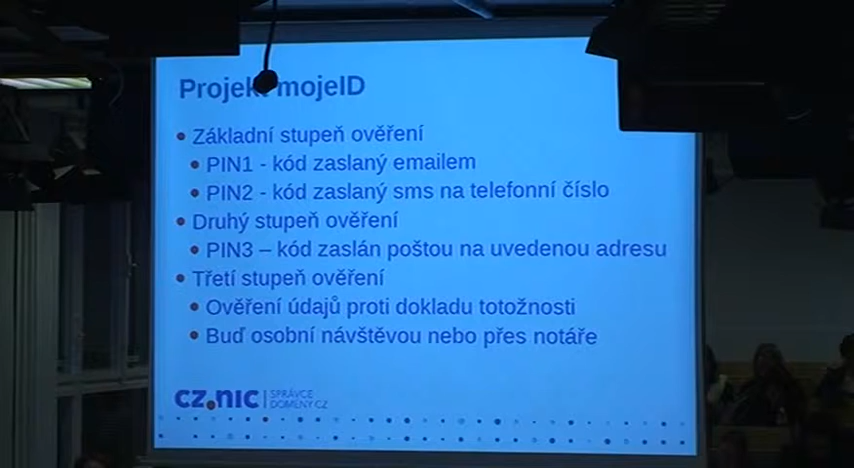 Projekt mojeID
• Základní stupeň ověření
• PIN1 - kód zaslaný emailem
• PIN2 - kód zaslaný sms na telefonní číslo
• Druhý stupeň ověření
• PIN3 – kód zaslán poštou na uvedenou adresu
• Třetí stupeň ověření
• Ověření údajů proti dokladu totožnosti
• Buď osobní návštěvou nebo přes notáře
cz.nic | SPRÁVCE
DOMÉNY CZ